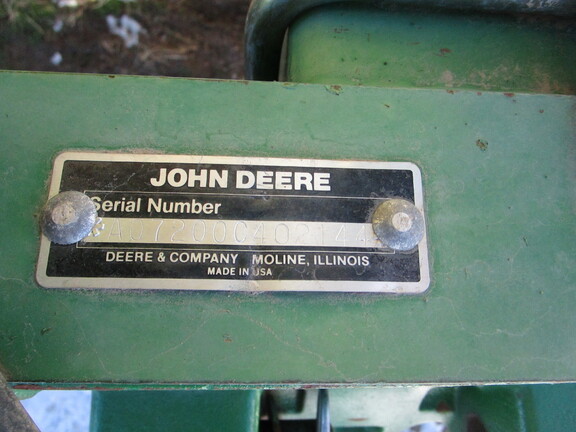 JOHN DEERE
Serial Number
DEERE & COMPANY MOLINE, ILLINOIS
MADE IN USA